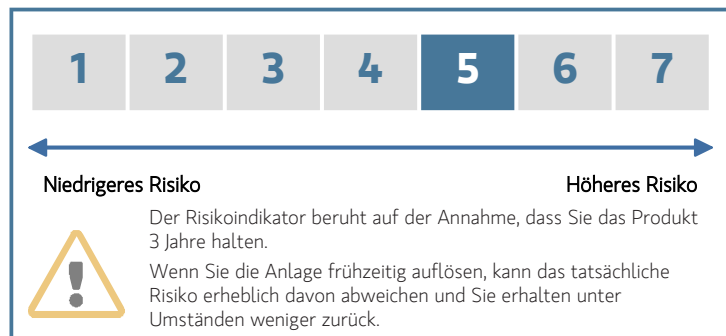 1 2 3 4 5 6 7
Niedrigeres Risiko Höheres Risiko
Der Risikoindikator beruht auf der Annahme, dass Sie das Produkt
3 Jahre halten.
Wenn Sie die Anlage frühzeitig auflösen, kann das tatsächliche
Risiko erheblich davon abweichen und Sie erhalten unter
Umständen weniger zurück.